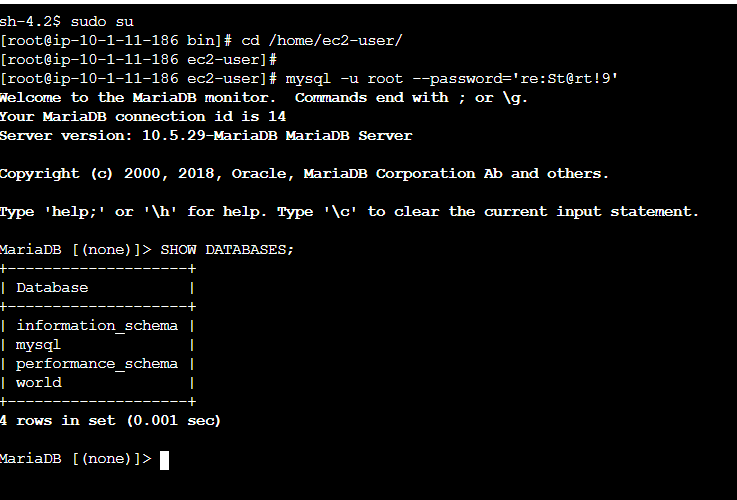 sh-4.2$ sudo su
[root@ip-10-1-11-186 bin]# cd /home/ec2-user/
[root@ip-10-1-11-186 ec2-user]#
[root@ip-10-1-11-186 ec2-user]# mysql -u root --password='re:St@rt!9'
Welcome to the MariaDB monitor.  Commands end with ; or \g.
Your MariaDB connection id is 14
Server version: 10.5.29-MariaDB MariaDB Server

Copyright (c) 2000, 2018, Oracle, MariaDB Corporation Ab and others.

Type 'help;' or '\h' for help. Type '\c' to clear the current input statement.

MariaDB [(none)]> SHOW DATABASES;
+--------------------+
| Database           |
+--------------------+
| information_schema |
| mysql              |
| performance_schema |
| world              |
+--------------------+
4 rows in set (0.001 sec)

MariaDB [(none)]>